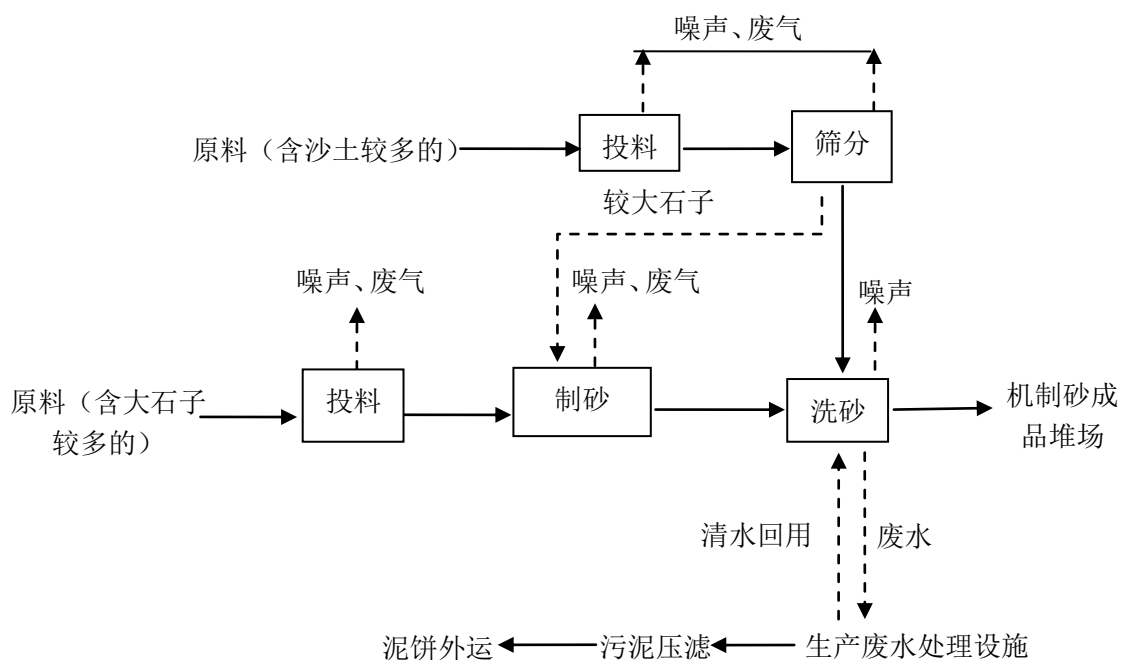 噪声、废气
原料（含沙土较多的）
投料
筛分
较大石子
噪声、废气
噪声、废气
噪声
原料（含大石子
较多的）
投料
制砂
洗砂
机制砂成
品堆场
清水回用
废水
泥饼外运
污泥压滤
生产废水处理设施